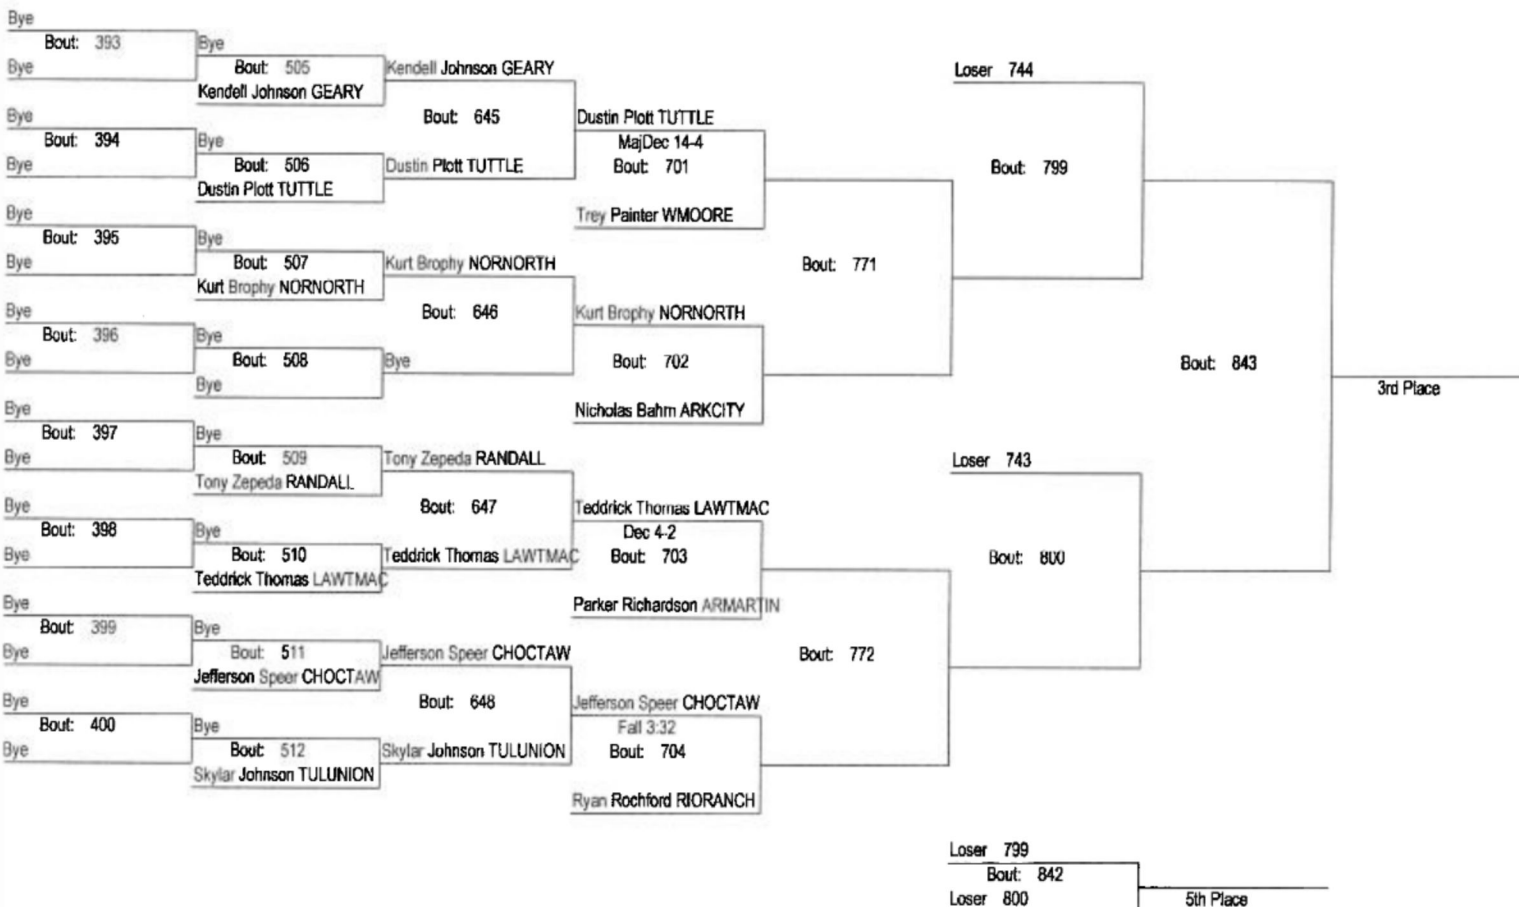 Bye
Bout: 393
Bye
Bye
Bout: 505
Kendell Johnson GEARY
Bye
Bout: 394
Bye
Bye
Bout: 506
Dustin Plott TUTTLE
Bye
Bout: 395
Bye
Bye
Bout: 507
Kurt Brophy NORNORTH
Bye
Bout: 396
Bye
Bye
Bout: 508
Bye
Bye
Bout: 397
Bye
Bye
Bout: 509
Tony Zepeda RANDALL
Bye
Bout: 398
Bye
Bye
Bout: 510
Teddrick Thomas LAWTMAC
Bye
Bout: 399
Bye
Bye
Bout: 511
Jefferson Speer CHOCTAW
Bye
Bout: 400
Bye
Bye
Bout: 512
Skylar Johnson TULUNION
Kendell Johnson GEARY
Bout: 645
Dustin Plott TUTTLE
Kurt Brophy NORNORTH
Bout: 646
Bye
Tony Zepeda RANDALL
Bout: 647
Teddrick Thomas LAWTMAC
Jefferson Speer CHOCTAW
Bout: 648
Skylar Johnson TULUNION
Dustin Plott TUTTLE
MajDec 14-4
Bout: 701
Trey Painter WMOORE
Kurt Brophy NORNORTH
Bout: 702
Nicholas Bahm ARKCITY
Teddrick Thomas LAWTMAC
Dec 4-2
Bout: 703
Parker Richardson ARMARTIN
Jefferson Speer CHOCTAW
Fall 3:32
Bout: 704
Ryan Rochford RIORANCH
Bout: 771
Bout: 772
Loser 744
Bout: 799
Loser 743
Bout: 800
Bout: 843
3rd Place
Loser 799
Bout: 842
Loser 800
5th Place